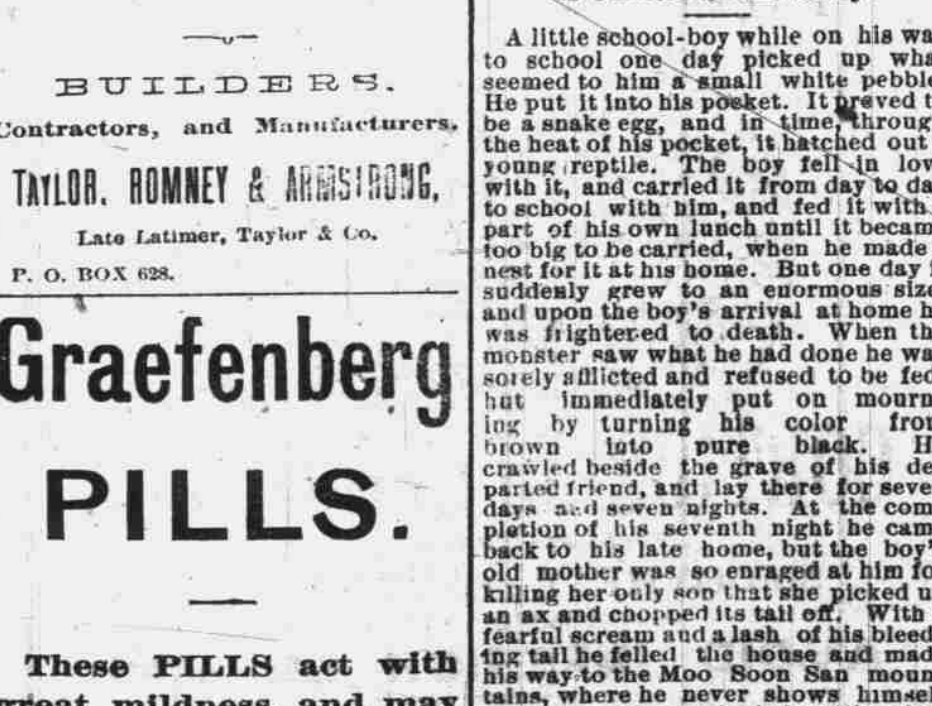 BUILDERS.
Contractors, and Manufacturers.
TAYLOR, ROMNEY & ARMSTRONG,
Late Latimer, Taylor & Co.
P. O. BOX 628.
Graefenberg
PILLS.
These PILLS act with
great mildness and may
A little school-boy while on his wa
to school one day picked up wha
seemed to him a small white pebble
He put it into his pocket. It proved t
be a snake egg, and in time, throug
the heat of his pocket, it hatched out
young reptile. The boy fell in lov
with it, and carried it from day to da
to school with him, and fed it with
part of his own lunch until it becam
too big to be carried, when he made
nest for it at his home. But one day i
suddenly grew to an enormous size
and upon the boy's arrival at home h
was frightened to death. When th
monster saw what he had done he wa
sorely afflicted and refused to be fed
but immediately put on mourn
ing by turning his color from
brown into pure black. H
crawled beside the grave of his de
parted friend, and lay there for seve
days and seven nights. At the com
pletion of his seventh night he cam
back to his late home, but the boy'
old mother was so enraged at him fo
killing her only son that she picked u
an ax and chopped its tail off. With
fearful scream and a lash of his bleed
ing tail he felled the house and mad
his way to the Moo Soon San moun
tains, where he never shows himsel